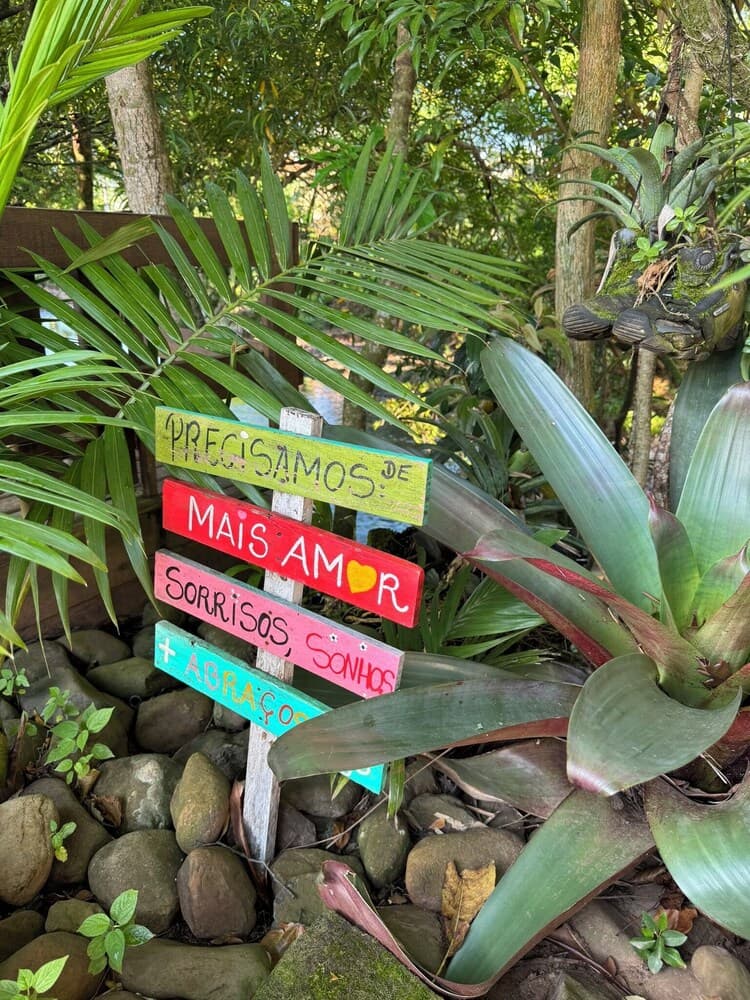 PRECISAMOS DE
MAIS AMOR
SORRISOS, SONHOS
+ ABRAÇOS